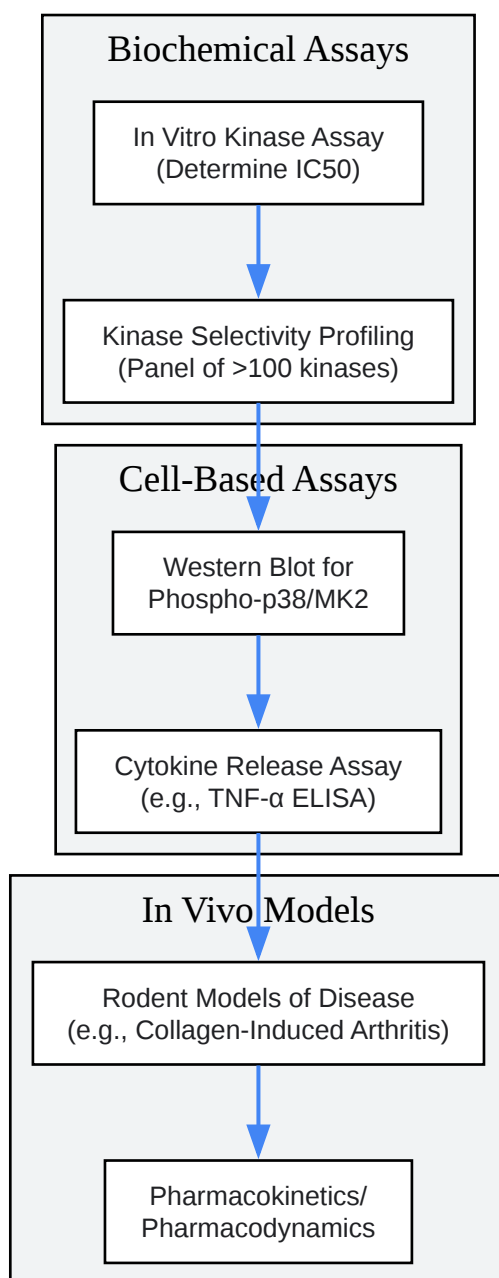 Biochemical Assays
In Vitro Kinase Assay
(Determine IC50)
Kinase Selectivity Profiling
(Panel of >100 kinases)
Cell-Based Assays
Western Blot for
Phospho-p38/MK2
Cytokine Release Assay
(e.g., TNF-α ELISA)
In Vivo Models
Rodent Models of Disease
(e.g., Collagen-Induced Arthritis)
Pharmacokinetics/
Pharmacodynamics